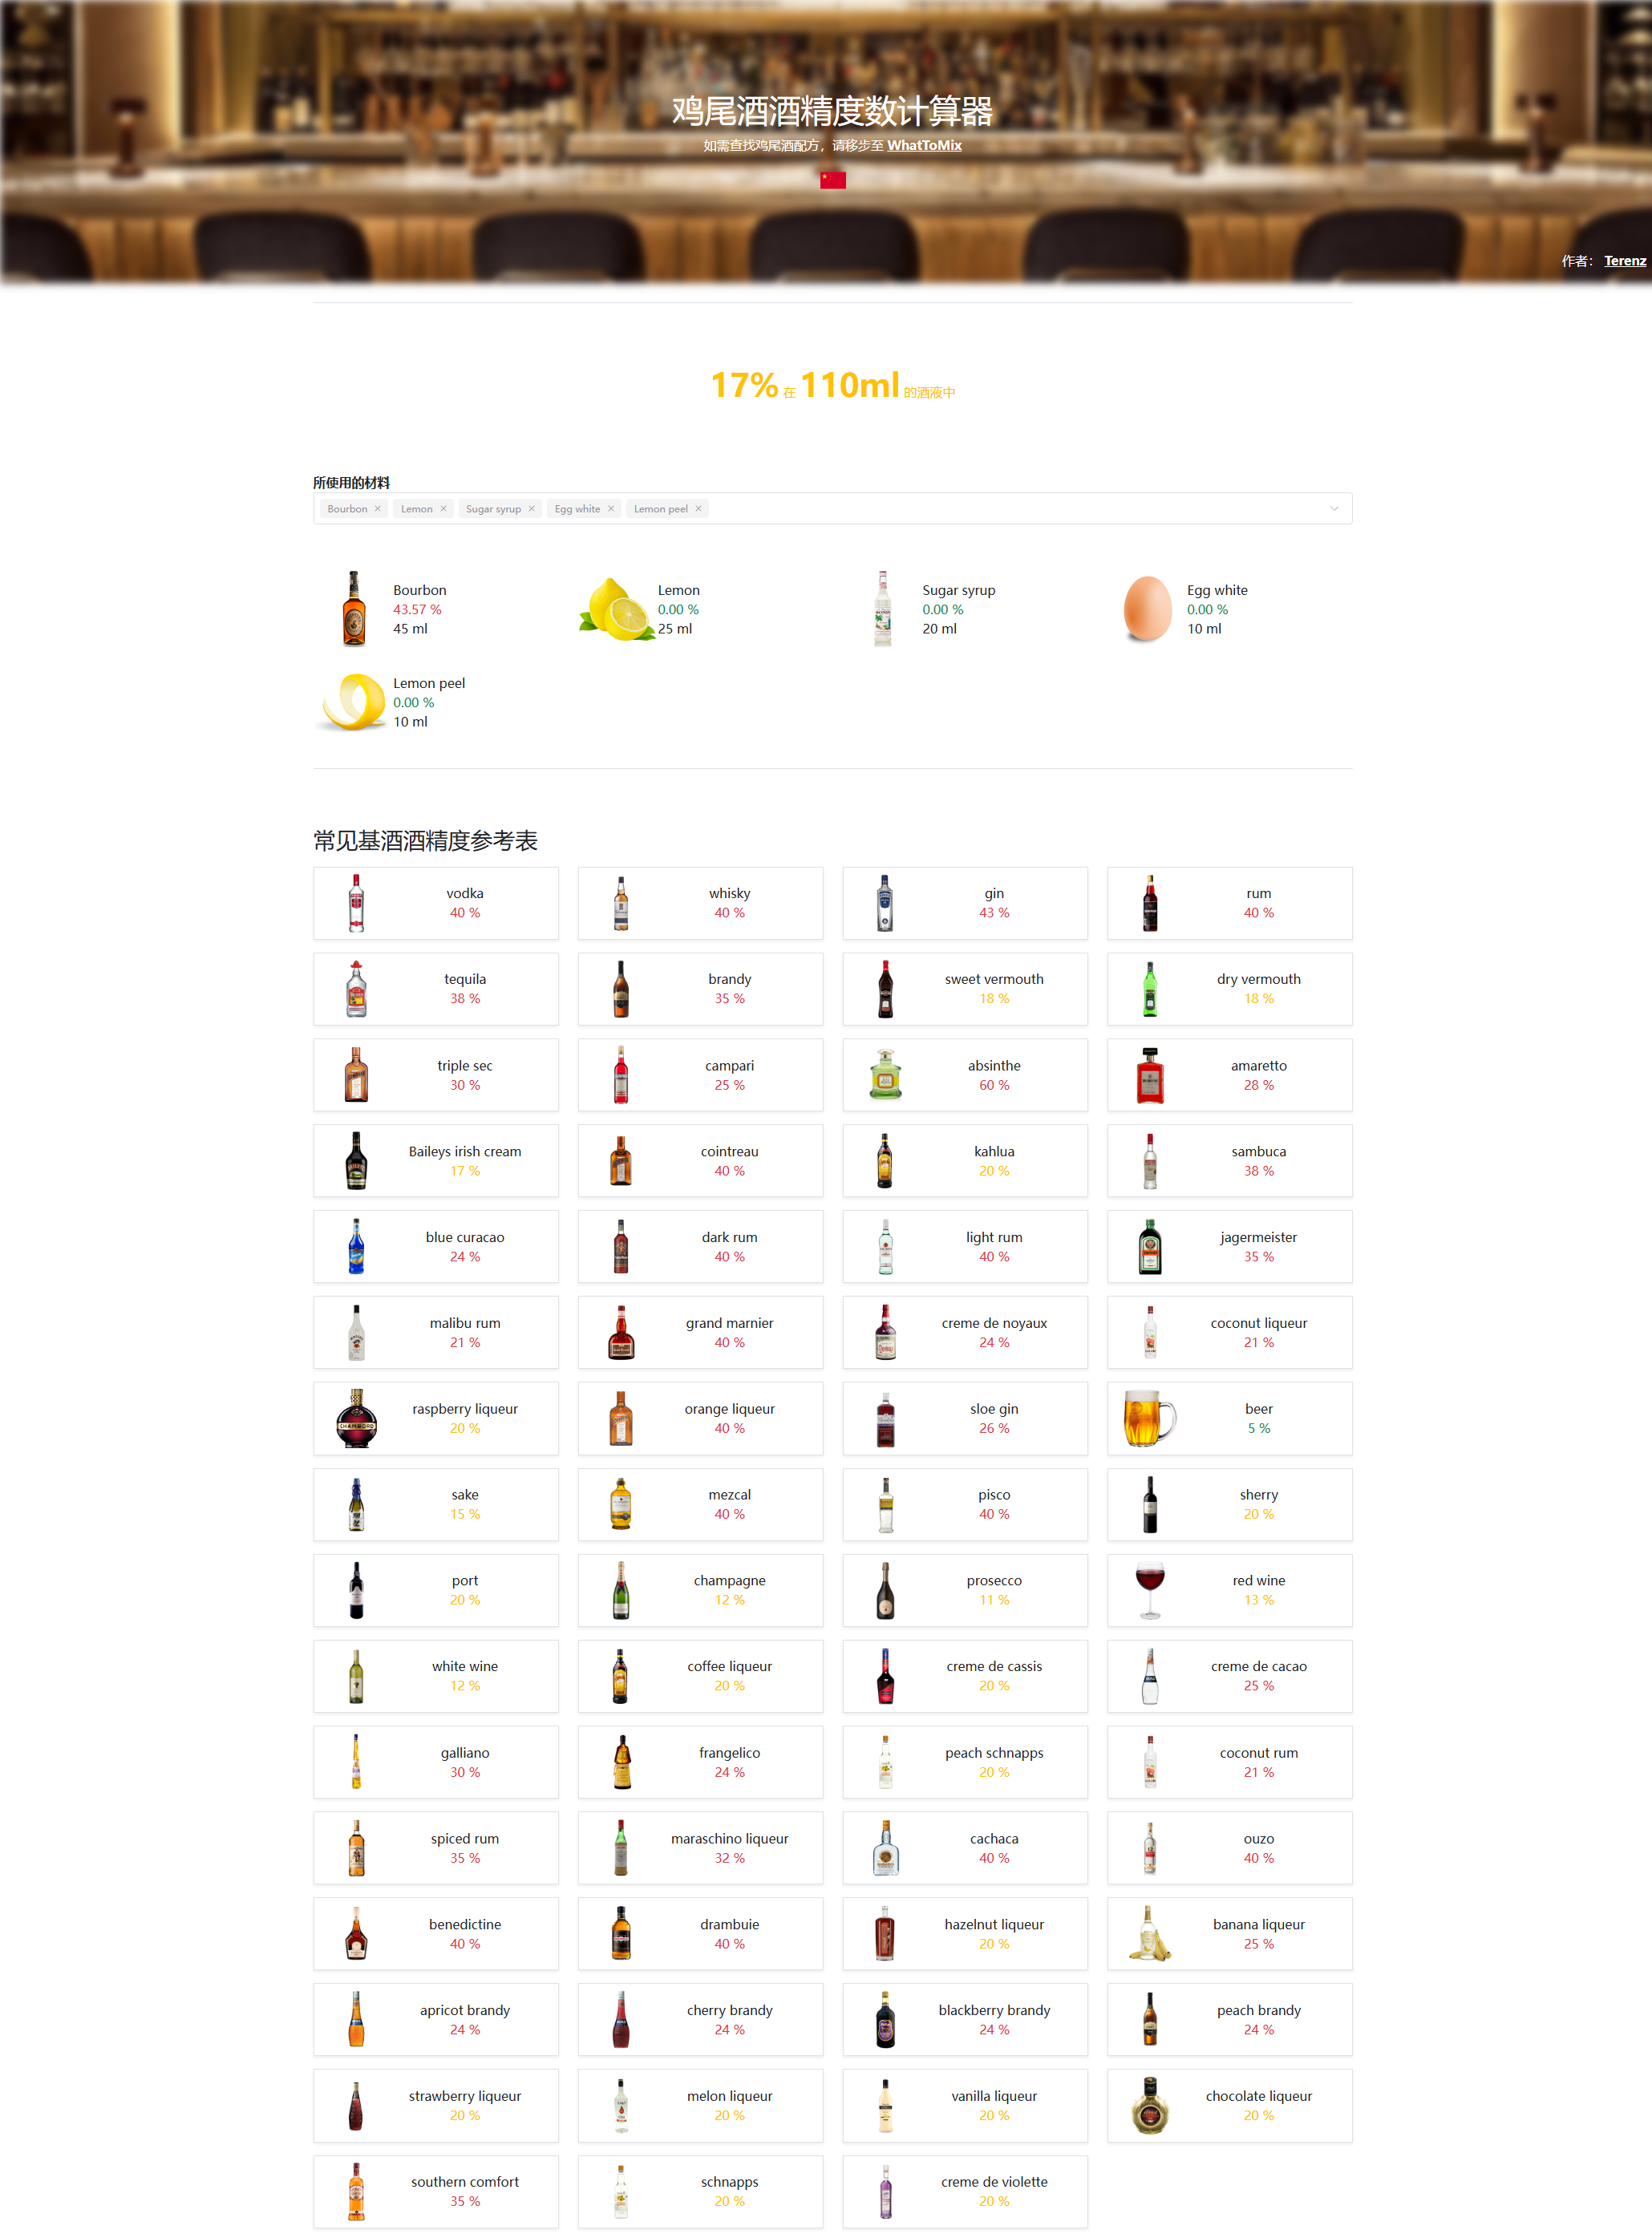 鸡尾酒酒精度数计算器
如需查找鸡尾酒配方，请移步至 WhatToMix
作者： Terenz
17% 在 110ml 的酒液中
所使用的材料
Bourbon × Lemon × Sugar syrup × Egg white × Lemon peel ×
Bourbon
43.57 %
45 ml
Lemon
0.00 %
25 ml
Sugar syrup
0.00 %
20 ml
Egg white
0.00 %
10 ml
Lemon peel
0.00 %
10 ml
常见基酒酒精度参考表
vodka
40 %
whisky
40 %
gin
43 %
rum
40 %
tequila
38 %
brandy
35 %
sweet vermouth
18 %
dry vermouth
18 %
triple sec
30 %
campari
25 %
absinthe
60 %
amaretto
28 %
Baileys irish cream
17 %
cointreau
40 %
kahlua
20 %
sambuca
38 %
blue curacao
24 %
dark rum
40 %
light rum
40 %
jagermeister
35 %
malibu rum
21 %
grand marnier
40 %
creme de noyaux
24 %
coconut liqueur
21 %
CHAMBORD
raspberry liqueur
20 %
orange liqueur
40 %
sloe gin
26 %
beer
5 %
sake
15 %
mezcal
40 %
pisco
40 %
sherry
20 %
port
20 %
champagne
12 %
prosecco
11 %
red wine
13 %
white wine
12 %
coffee liqueur
20 %
creme de cassis
20 %
creme de cacao
25 %
galliano
30 %
frangelico
24 %
peach schnapps
20 %
coconut rum
21 %
spiced rum
35 %
maraschino liqueur
32 %
cachaca
40 %
ouzo
40 %
benedictine
40 %
drambuie
40 %
hazelnut liqueur
20 %
banana liqueur
25 %
apricot brandy
24 %
cherry brandy
24 %
blackberry brandy
24 %
peach brandy
24 %
strawberry liqueur
20 %
melon liqueur
20 %
vanilla liqueur
20 %
chocolate liqueur
20 %
southern comfort
35 %
schnapps
20 %
creme de violette
20 %